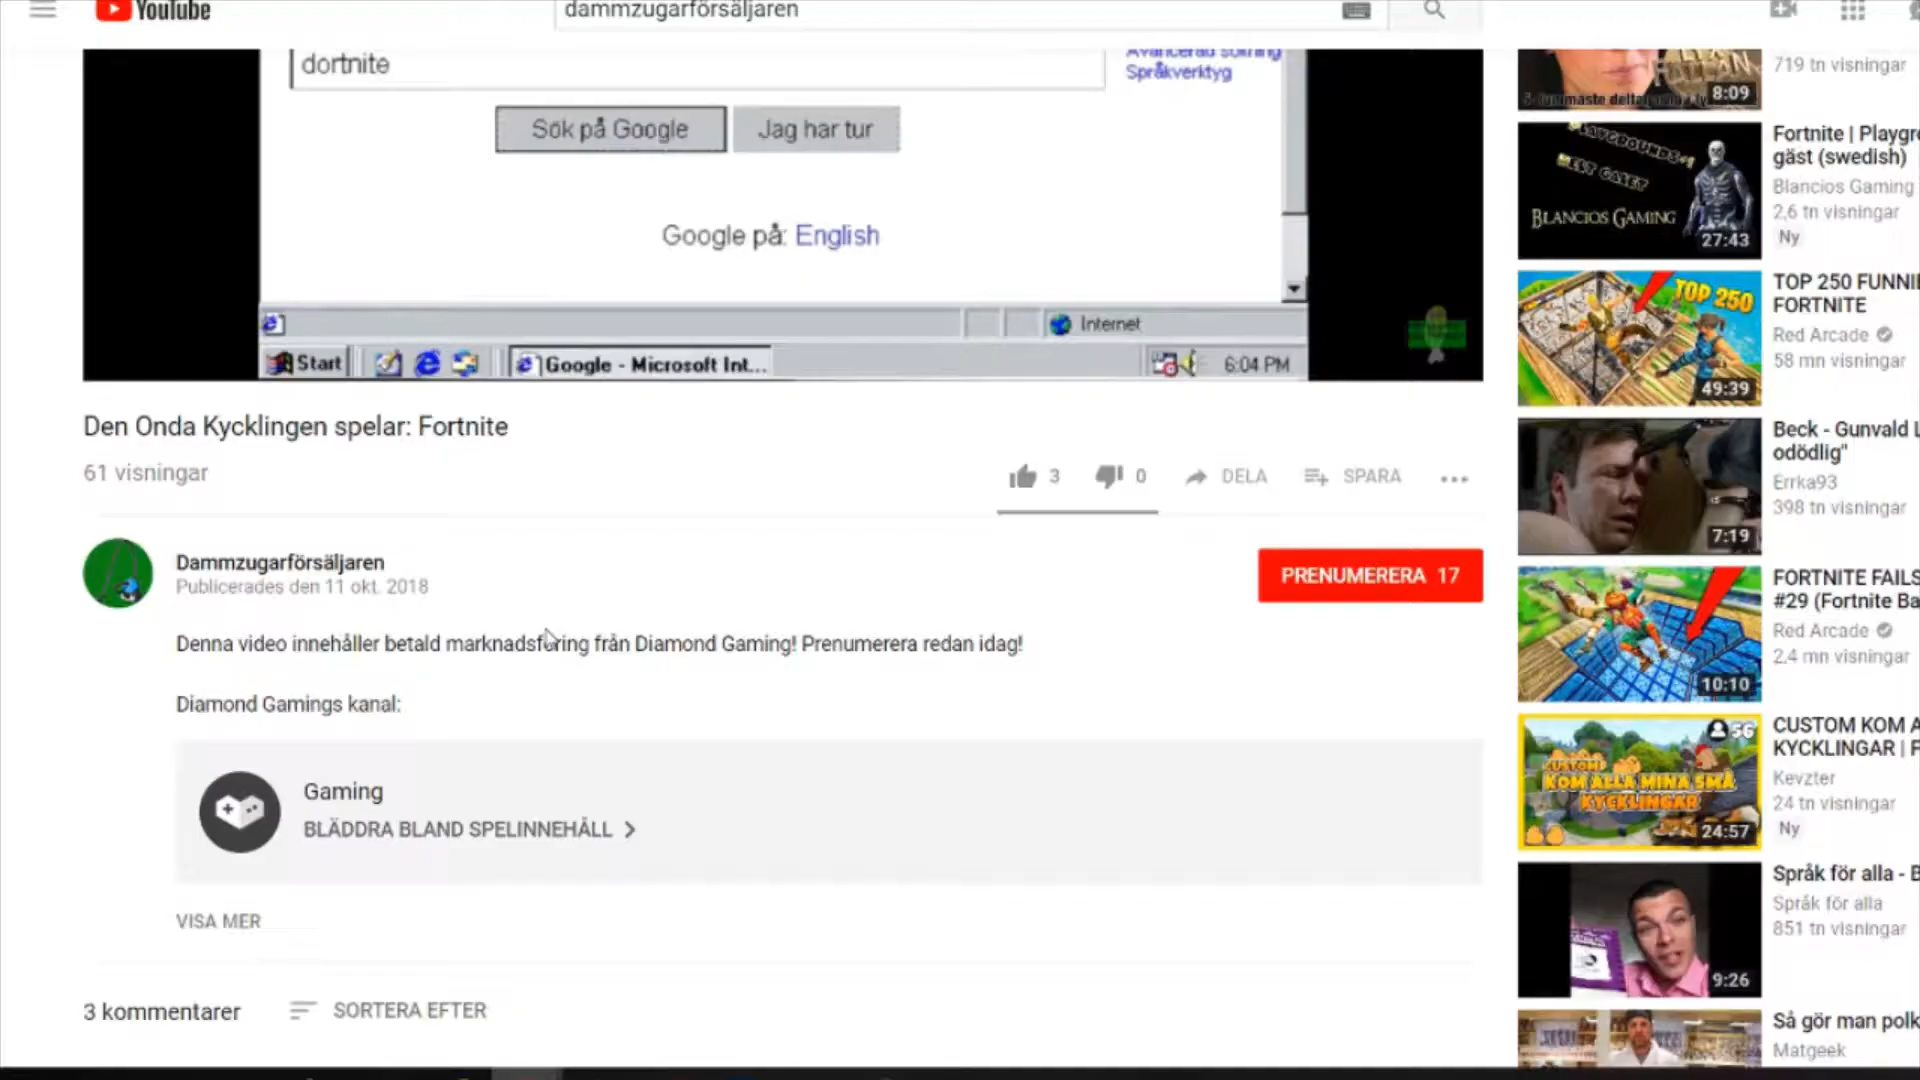 YouTube
dammzugarförsäljaren
dortnite
Avancerad sökning
Språkverktyg
Sök på Google
Jag har tur
Google på: English
Internet
Start
Google - Microsoft Int...
6:04 PM
Den Onda Kycklingen spelar: Fortnite
61 visningar
3
0
DELA
SPARA
Dammzugarförsäljaren
Publicerades den 11 okt. 2018
PRENUMERERA 17
Denna video innehåller betald marknadsföring från Diamond Gaming! Prenumerera redan idag!
Diamond Gamings kanal:
Gaming
BLÄDDRA BLAND SPELINNEHÅLL
VISA MER
3 kommentarer
SORTERA EFTER
8:09
719 tn visningar
PLAYGROUNDS#1
BEST GAEST
BLANCIOS GAMING
27:43
Fortnite | Playgr
gäst (swedish)
Blancios Gaming
2,6 tn visningar
Ny
TOP 250
49:39
TOP 250 FUNNI
FORTNITE
Red Arcade
58 mn visningar
7:19
Beck - Gunvald L
odödlig"
Errka93
398 tn visningar
10:10
FORTNITE FAILS
#29 (Fortnite Ba
Red Arcade
2.4 mn visningar
56
CUSTOM
KOM ALLA MINA SMÅ
KYCKLINGAR
24:57
CUSTOM KOM A
KYCKLINGAR | F
Kevzter
24 tn visningar
Ny
9:26
Språk för alla - B
Språk för alla
851 tn visningar
Så gör man polk
Matgeek